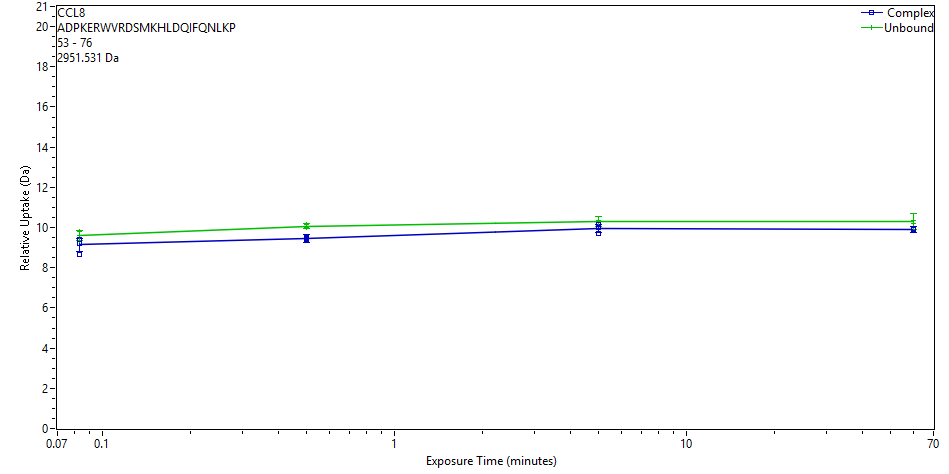 CCL8
ADPKERWVRDSMKHLDQIFQNLKP
53 - 76
2951.531 Da
Complex
Unbound
Relative Uptake (Da)
21
20
18
16
14
12
10
8
6
4
2
0
0.07 0.1 1 10 70
Exposure Time (minutes)